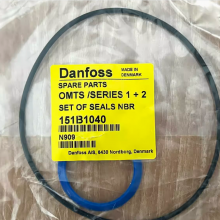 Danfoss
MADE IN
DENMARK
SPARE PARTS
OMTS /SERIES 1 + 2
SET OF SEALS NBR
151B1040
N909
Danfoss A/S, 6430 Nordborg, Denmark